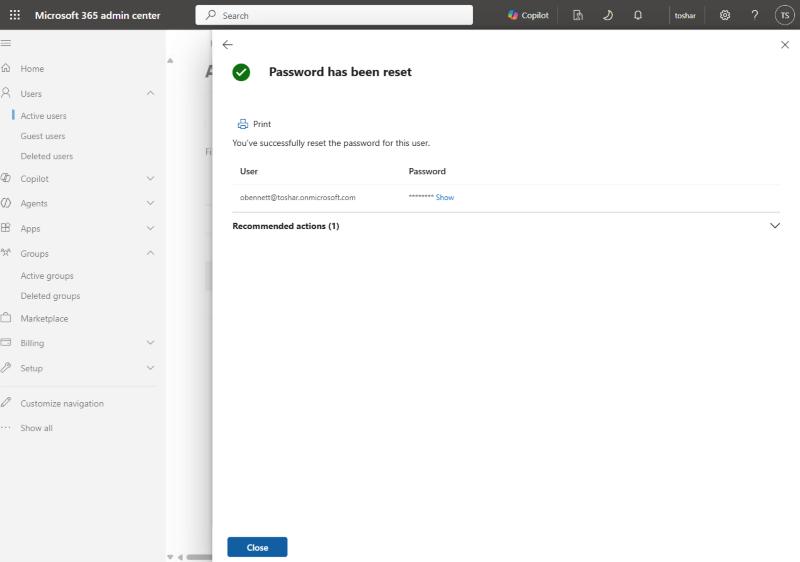 Microsoft 365 admin center
Search
Copilot
toshar
TS
Home
Users
Active users
Guest users
Deleted users
Copilot
Agents
Apps
Groups
Active groups
Deleted groups
Marketplace
Billing
Setup
Customize navigation
Show all
Password has been reset
Print
You've successfully reset the password for this user.
User Password
obennett@toshar.onmicrosoft.com ******** Show
Recommended actions (1)
Close